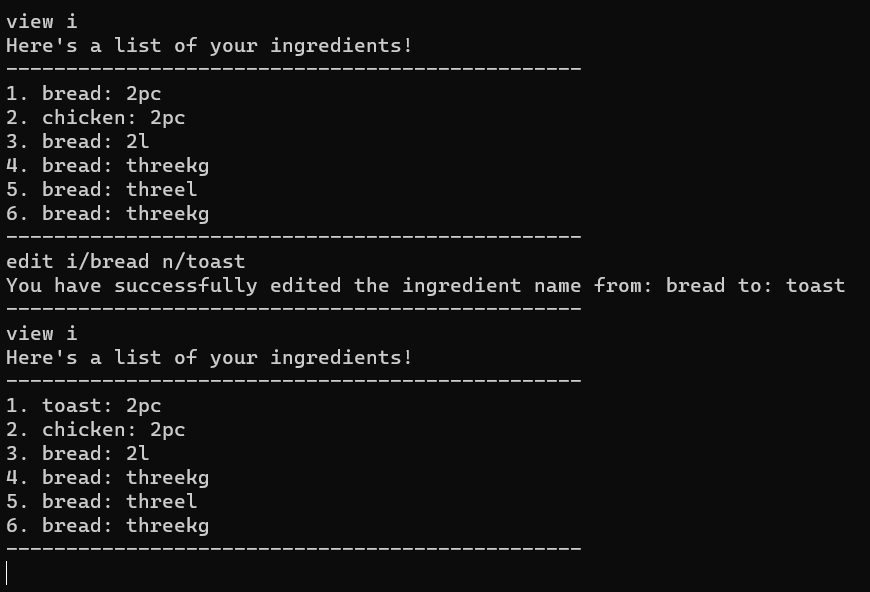 view i
Here's a list of your ingredients!
------------------------------------------------
1. bread: 2pc
2. chicken: 2pc
3. bread: 2l
4. bread: threekg
5. bread: threel
6. bread: threekg
------------------------------------------------
edit i/bread n/toast
You have successfully edited the ingredient name from: bread to: toast
------------------------------------------------
view i
Here's a list of your ingredients!
------------------------------------------------
1. toast: 2pc
2. chicken: 2pc
3. bread: 2l
4. bread: threekg
5. bread: threel
6. bread: threekg
------------------------------------------------